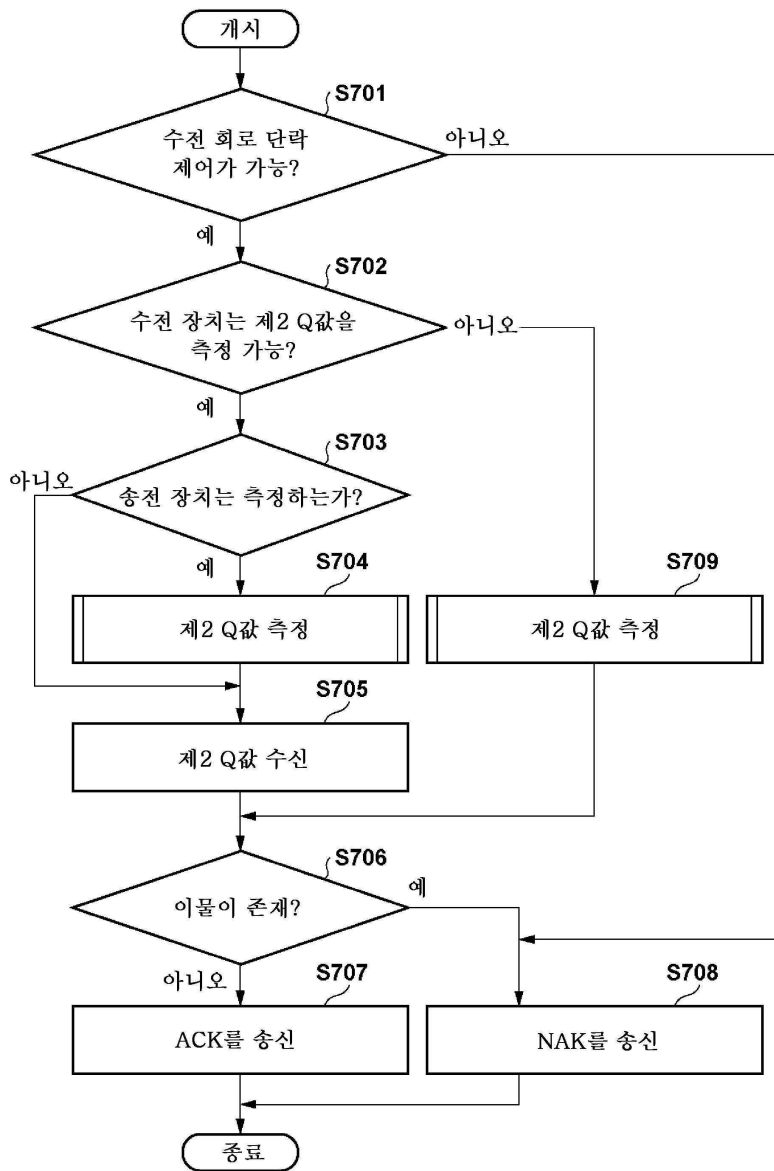 개시
S701
수전 회로 단락
제어가 가능?
아니오
예
S702
수전 장치는 제2 Q값을
측정 가능?
아니오
예
S703
아니오
송전 장치는 측정하는가?
예
S704
S709
제2 Q값 측정
제2 Q값 측정
S705
제2 Q값 수신
S706
예
이물이 존재?
아니오
S707
S708
ACK를 송신
NAK를 송신
종료